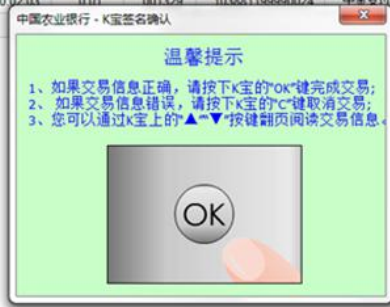 中国农业银行 - K宝签名确认
温馨提示
1、如果交易信息正确，请按下K宝的"OK"键完成交易;
2、 如果交易信息错误，请按下K宝的"C"键取消交易;
3、您可以通过K宝上的"▲""▼"按键翻页阅读交易信息。
OK